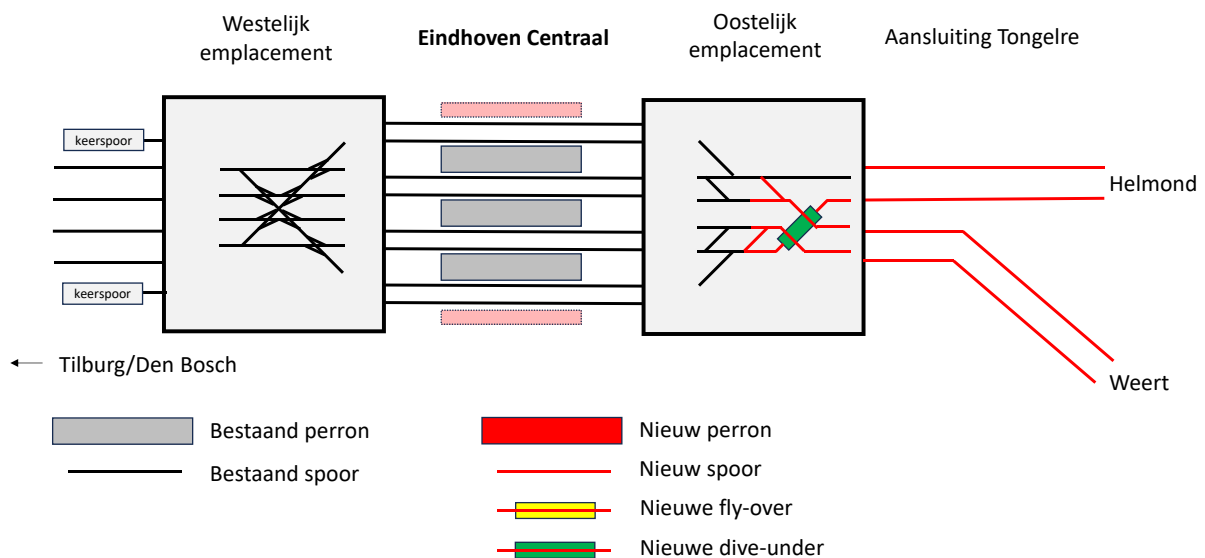 Westelijk
emplacement
Eindhoven Centraal
Oostelijk
emplacement
Aansluiting Tongelre
keerspoor
Helmond
keerspoor
Tilburg/Den Bosch
Weert
Bestaand perron
Nieuw perron
Bestaand spoor
Nieuw spoor
Nieuwe fly-over
Nieuwe dive-under